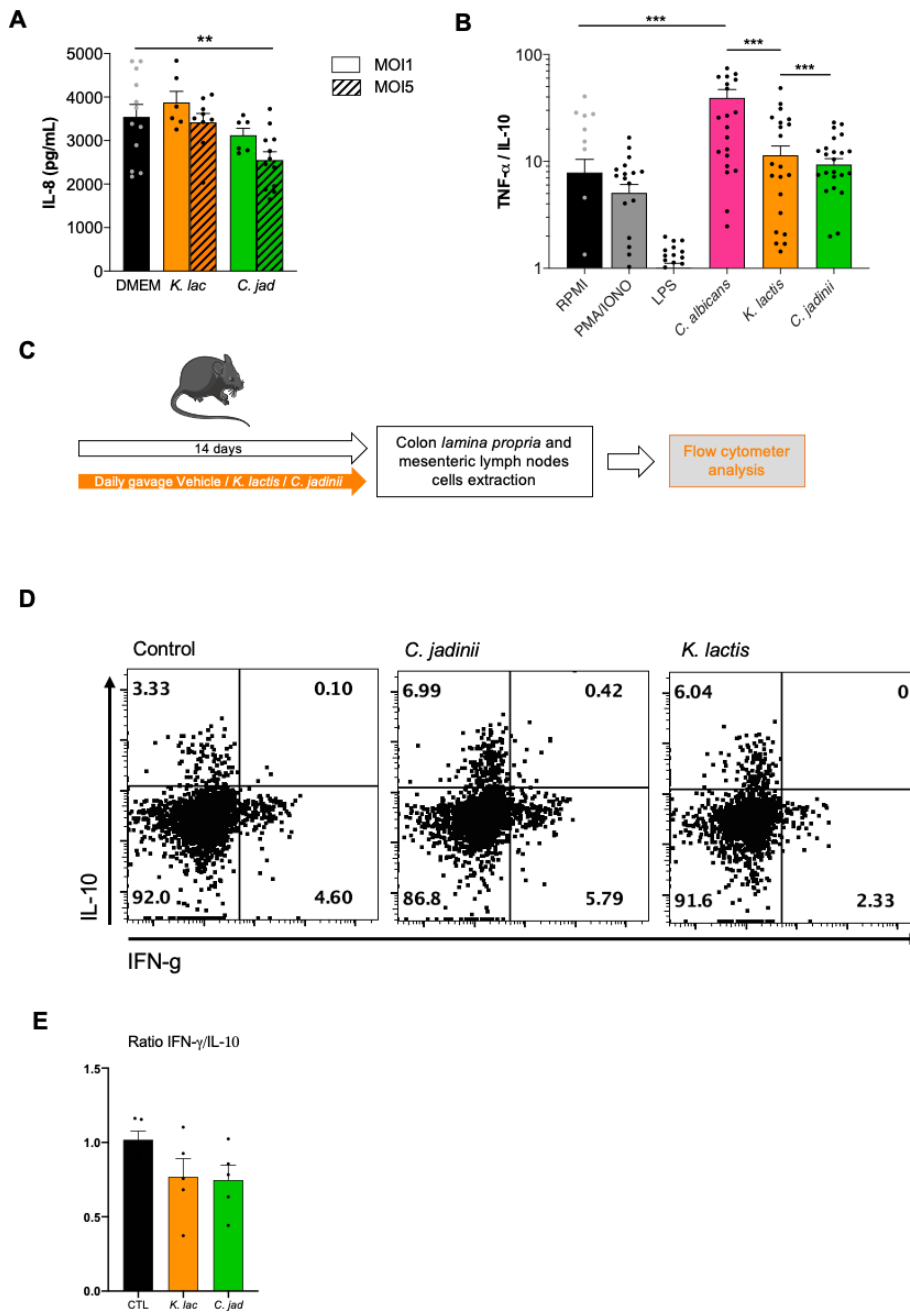 A
**
IL-8 (pg/mL)
5000
4000
3000
2000
1000
0
DMEM K. lac C. jad
MOI1
MOI5
B
***
***
***
TNF-α / IL-10
100
10
1
RPMI
PMA/IONO
LPS
C. albicans
K. lactis
C. jadinii
C
14 days
Daily gavage Vehicle / K. lactis / C. jadinii
Colon lamina propria and
mesenteric lymph nodes
cells extraction
Flow cytometer
analysis
D
Control
C. jadinii
K. lactis
3.33 0.10
92.0 4.60
6.99 0.42
86.8 5.79
6.04 0
91.6 2.33
IL-10
IFN-g
E
Ratio IFN-γ/IL-10
1.5
1.0
0.5
0.0
CTL K. lac C. jad